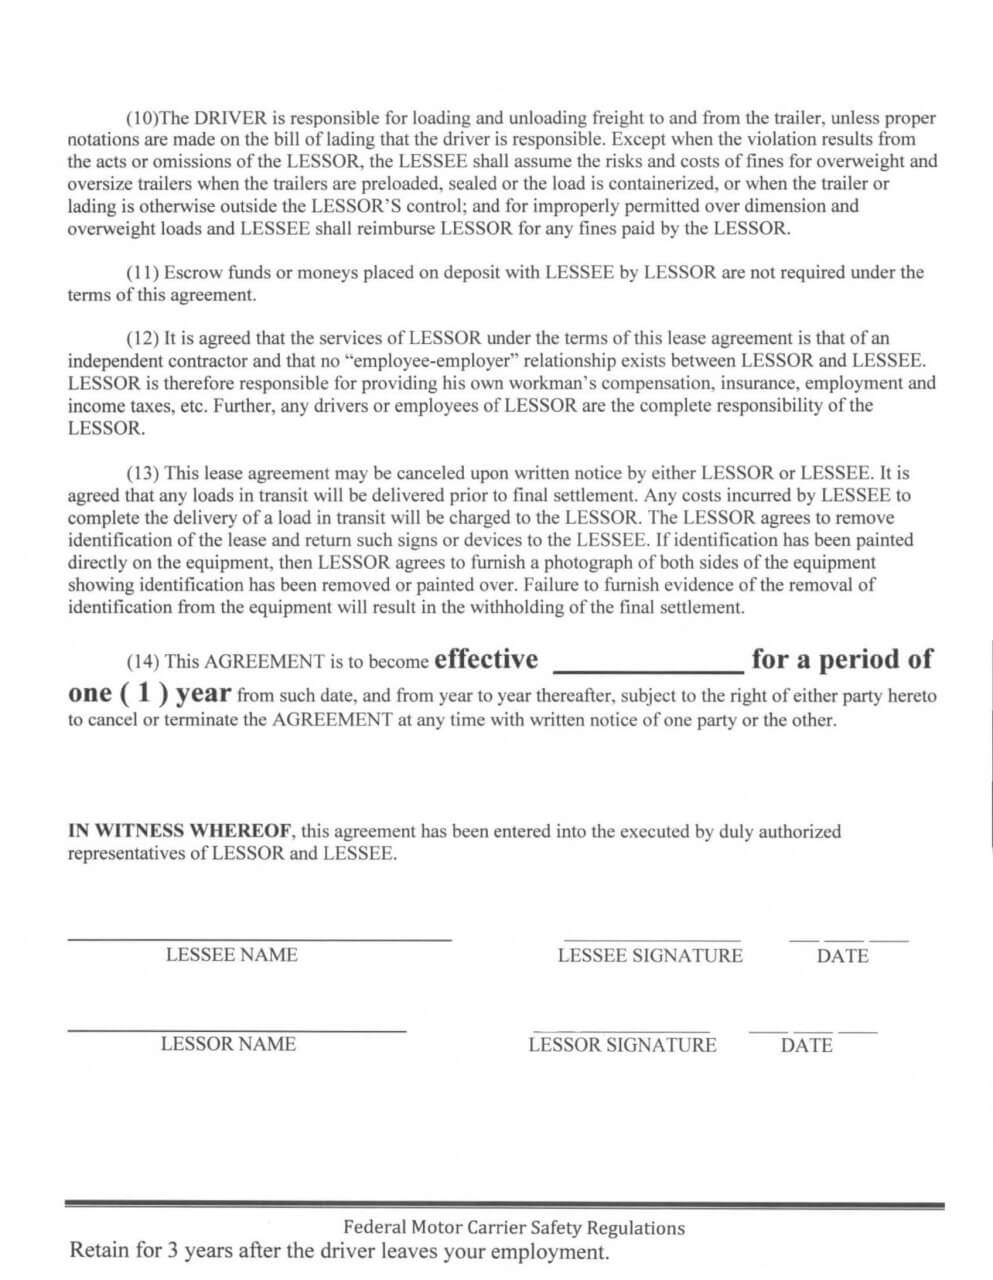 (10)The DRIVER is responsible for loading and unloading freight to and from the trailer, unless proper
notations are made on the bill of lading that the driver is responsible. Except when the violation results from
the acts or omissions of the LESSOR, the LESSEE shall assume the risks and costs of fines for overweight and
oversize trailers when the trailers are preloaded, sealed or the load is containerized, or when the trailer or
lading is otherwise outside the LESSOR'S control; and for improperly permitted over dimension and
overweight loads and LESSEE shall reimburse LESSOR for any fines paid by the LESSOR.
(11) Escrow funds or moneys placed on deposit with LESSEE by LESSOR are not required under the
terms of this agreement.
(12) It is agreed that the services of LESSOR under the terms of this lease agreement is that of an
independent contractor and that no “employee-employer” relationship exists between LESSOR and LESSEE.
LESSOR is therefore responsible for providing his own workman's compensation, insurance, employment and
income taxes, etc. Further, any drivers or employees of LESSOR are the complete responsibility of the
LESSOR.
(13) This lease agreement may be canceled upon written notice by either LESSOR or LESSEE. It is
agreed that any loads in transit will be delivered prior to final settlement. Any costs incurred by LESSEE to
complete the delivery of a load in transit will be charged to the LESSOR. The LESSOR agrees to remove
identification of the lease and return such signs or devices to the LESSEE. If identification has been painted
directly on the equipment, then LESSOR agrees to furnish a photograph of both sides of the equipment
showing identification has been removed or painted over. Failure to furnish evidence of the removal of
identification from the equipment will result in the withholding of the final settlement.
(14) This AGREEMENT is to become effective ______________ for a period of
one ( 1 ) year from such date, and from year to year thereafter, subject to the right of either party hereto
to cancel or terminate the AGREEMENT at any time with written notice of one party or the other.
IN WITNESS WHEREOF, this agreement has been entered into the executed by duly authorized
representatives of LESSOR and LESSEE.
LESSEE NAME LESSEE SIGNATURE DATE
LESSOR NAME LESSOR SIGNATURE DATE
Federal Motor Carrier Safety Regulations
Retain for 3 years after the driver leaves your employment.